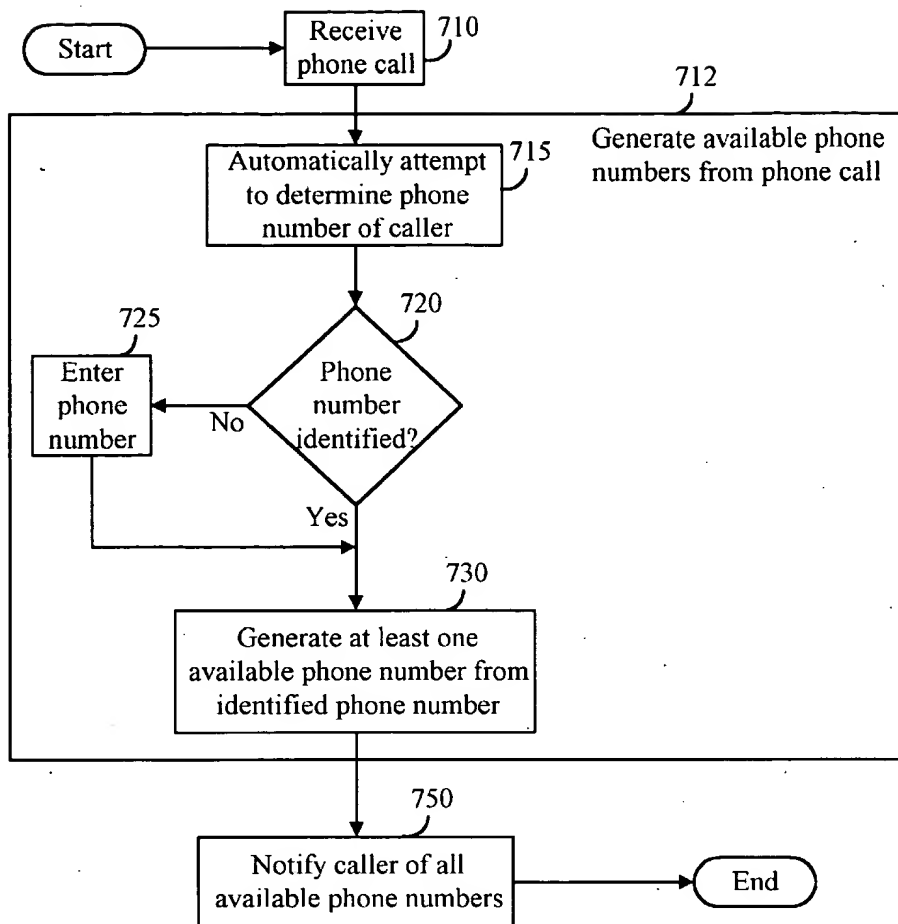 Start
Receive
phone call
710
712
Generate available phone
numbers from phone call
Automatically attempt
to determine phone
number of caller
715
720
Phone
number
identified?
No
725
Enter
phone
number
Yes
730
Generate at least one
available phone number from
identified phone number
750
Notify caller of all
available phone numbers
End